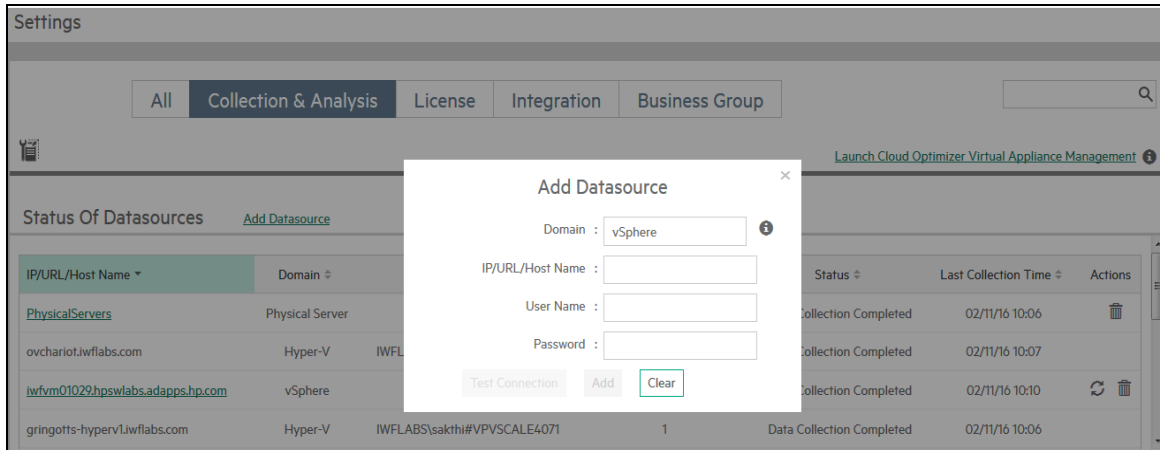 Settings
All Collection & Analysis License Integration Business Group
Launch Cloud Optimizer Virtual Appliance Management
Add Datasource
Status Of Datasources Add Datasource
Domain : vSphere
IP/URL/Host Name :
User Name :
Password :
Test Connection Add Clear
IP/URL/Host Name Domain Status Last Collection Time Actions
PhysicalServers Physical Server Collection Completed 02/11/16 10:06
ovchariot.iwflabs.com Hyper-V IWFL Collection Completed 02/11/16 10:07
iwfvm01029.hpswlabs.adapps.hp.com vSphere Collection Completed 02/11/16 10:10
gringotts-hyperv1.iwflabs.com Hyper-V IWFLABS\sakthi#VPVSCALE4071 1 Data Collection Completed 02/11/16 10:06